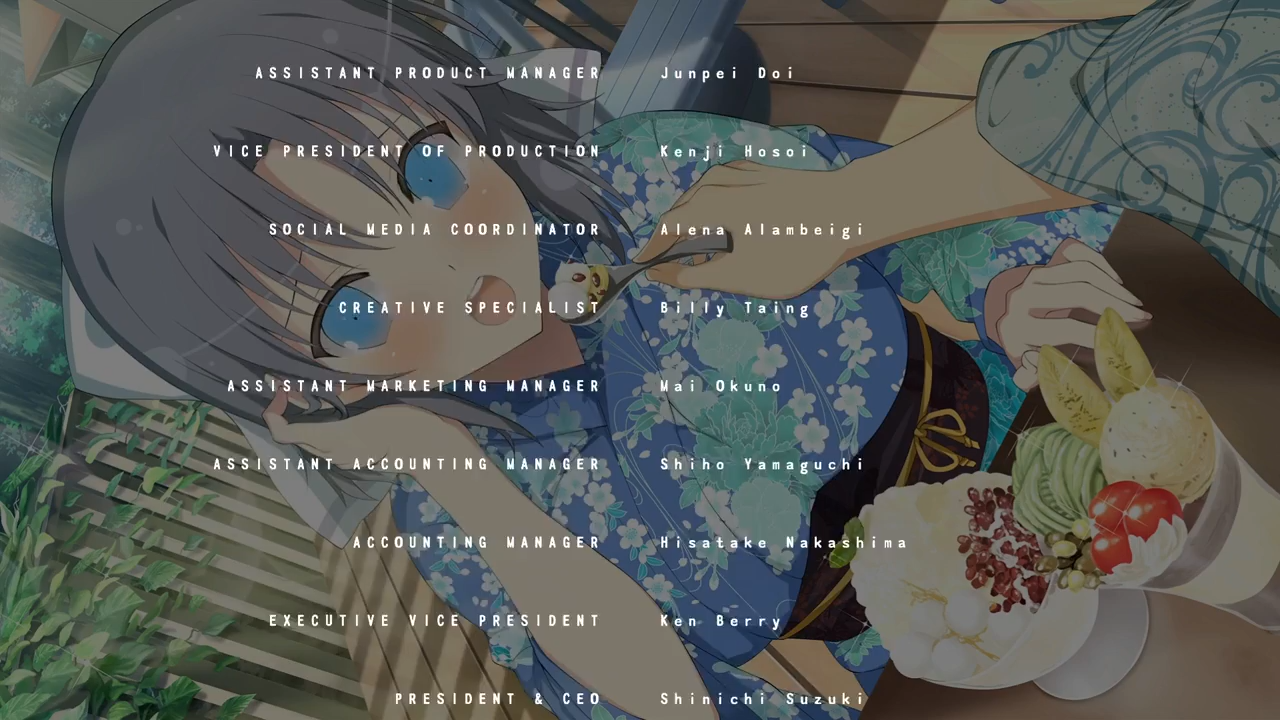 ASSISTANT PRODUCT MANAGER Junpei Doi
VICE PRESIDENT OF PRODUCTION Kenji Hosoi
SOCIAL MEDIA COORDINATOR Alena Alambeigi
CREATIVE SPECIALIST Billy Taing
ASSISTANT MARKETING MANAGER Mai Okuno
ASSISTANT ACCOUNTING MANAGER Shiho Yamaguchi
ACCOUNTING MANAGER Hisatake Nakashima
EXECUTIVE VICE PRESIDENT Ken Berry
PRESIDENT & CEO Shinichi Suzuki